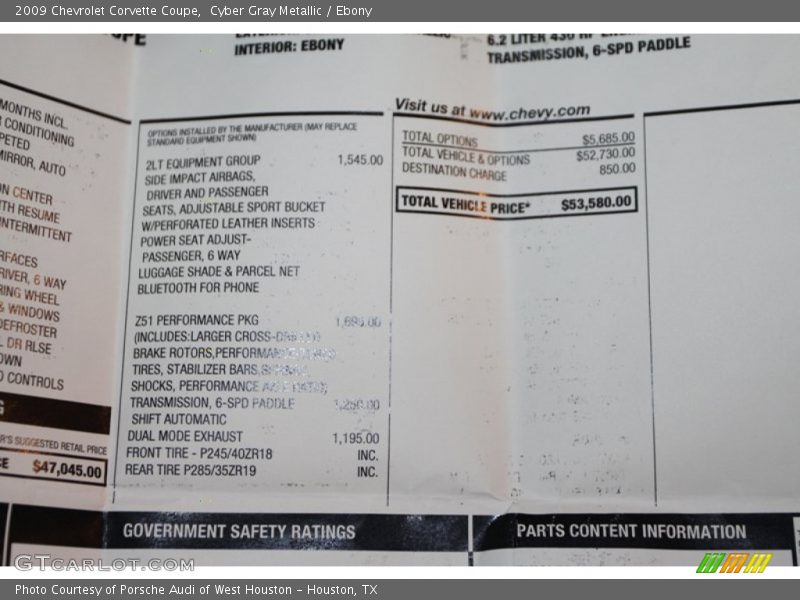 2009 Chevrolet Corvette Coupe, Cyber Gray Metallic / Ebony
INTERIOR: EBONY
TRANSMISSION, 6-SPD PADDLE
MONTHS INCL.
CONDITIONING
MIRROR, AUTO
CENTER
RESUME
INTERMITTENT
6 WAY
WHEEL
& WINDOWS
DEFROSTER
DR RLSE
CONTROLS
SUGGESTED RETAIL PRICE
$47,045.00
OPTIONS INSTALLED BY THE MANUFACTURER (MAY REPLACE
STANDARD EQUIPMENT SHOWN)
2LT EQUIPMENT GROUP 1,545.00
SIDE IMPACT AIRBAGS,
DRIVER AND PASSENGER
SEATS, ADJUSTABLE SPORT BUCKET
W/PERFORATED LEATHER INSERTS
POWER SEAT ADJUST-
PASSENGER, 6 WAY
LUGGAGE SHADE & PARCEL NET
BLUETOOTH FOR PHONE
Z51 PERFORMANCE PKG 1,695.00
(INCLUDES:LARGER CROSS-
BRAKE ROTORS,
TIRES, STABILIZER BARS,
SHOCKS, PERFORMANCE
TRANSMISSION, 6-SPD PADDLE 1,250.00
SHIFT AUTOMATIC
DUAL MODE EXHAUST 1,195.00
FRONT TIRE - P245/40ZR18 INC.
REAR TIRE P285/35ZR19 INC.
Visit us at www.chevy.com
TOTAL OPTIONS $5,685.00
TOTAL VEHICLE & OPTIONS $52,730.00
DESTINATION CHARGE 850.00
TOTAL VEHICLE PRICE* $53,580.00
GOVERNMENT SAFETY RATINGS
PARTS CONTENT INFORMATION
GTCARLOT.COM
Photo Courtesy of Porsche Audi of West Houston - Houston, TX